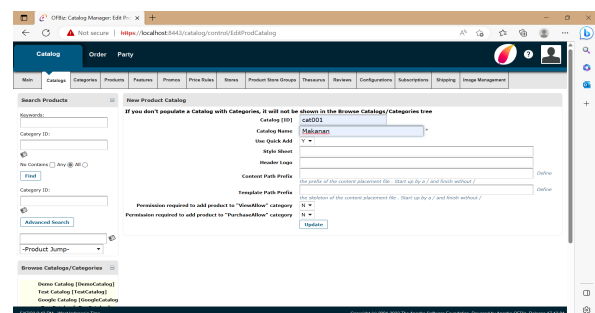 OFBiz: Catalog Manager: Edit Pro
Not secure | https://localhost:8443/catalog/control/EditProdCatalog
Catalog Order Party
Main Catalogs Categories Products Features Promos Price Rules Stores Product Store Groups Thesaurus Reviews Configurations Subscriptions Shipping Image Management
Search Products
Keywords:
Category ID:
No Contains Any All
Find
Category ID:
Advanced Search
-Product Jump-
Browse Catalogs/Categories
Demo Catalog [DemoCatalog]
Test Catalog [TestCatalog]
Google Catalog [GoogleCatalog
New Product Catalog
If you don't populate a Catalog with Categories, it will not be shown in the Browse Catalogs/Categories tree
Catalog [ID] cat001
Catalog Name Makanan *
Use Quick Add Y
Style Sheet
Header Logo
Content Path Prefix Define
the prefix of the content placement file . Start up by a / and finish without /
Template Path Prefix Define
the skeleton of the content placement file . Start up by a / and finish without /
Permission required to add product to "ViewAllow" category N
Permission required to add product to "PurchaseAllow" category N
Update